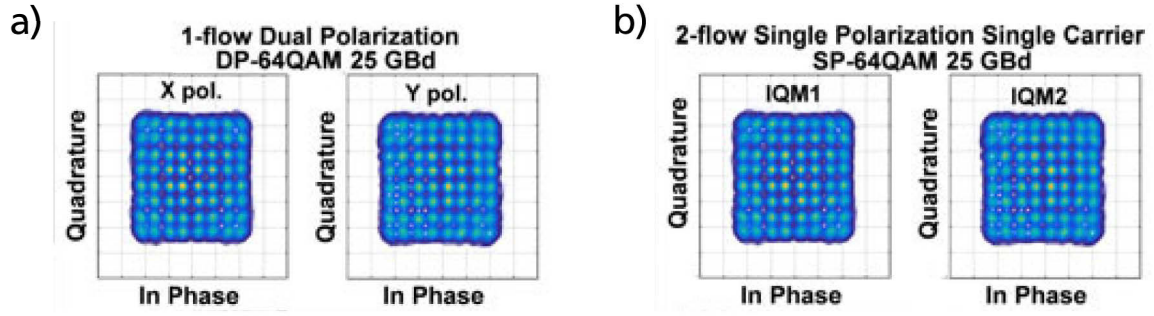 a)
1-flow Dual Polarization
DP-64QAM 25 GBd
X pol.
Y pol.
Quadrature
Quadrature
In Phase
In Phase
b)
2-flow Single Polarization Single Carrier
SP-64QAM 25 GBd
IQM1
IQM2
Quadrature
Quadrature
In Phase
In Phase